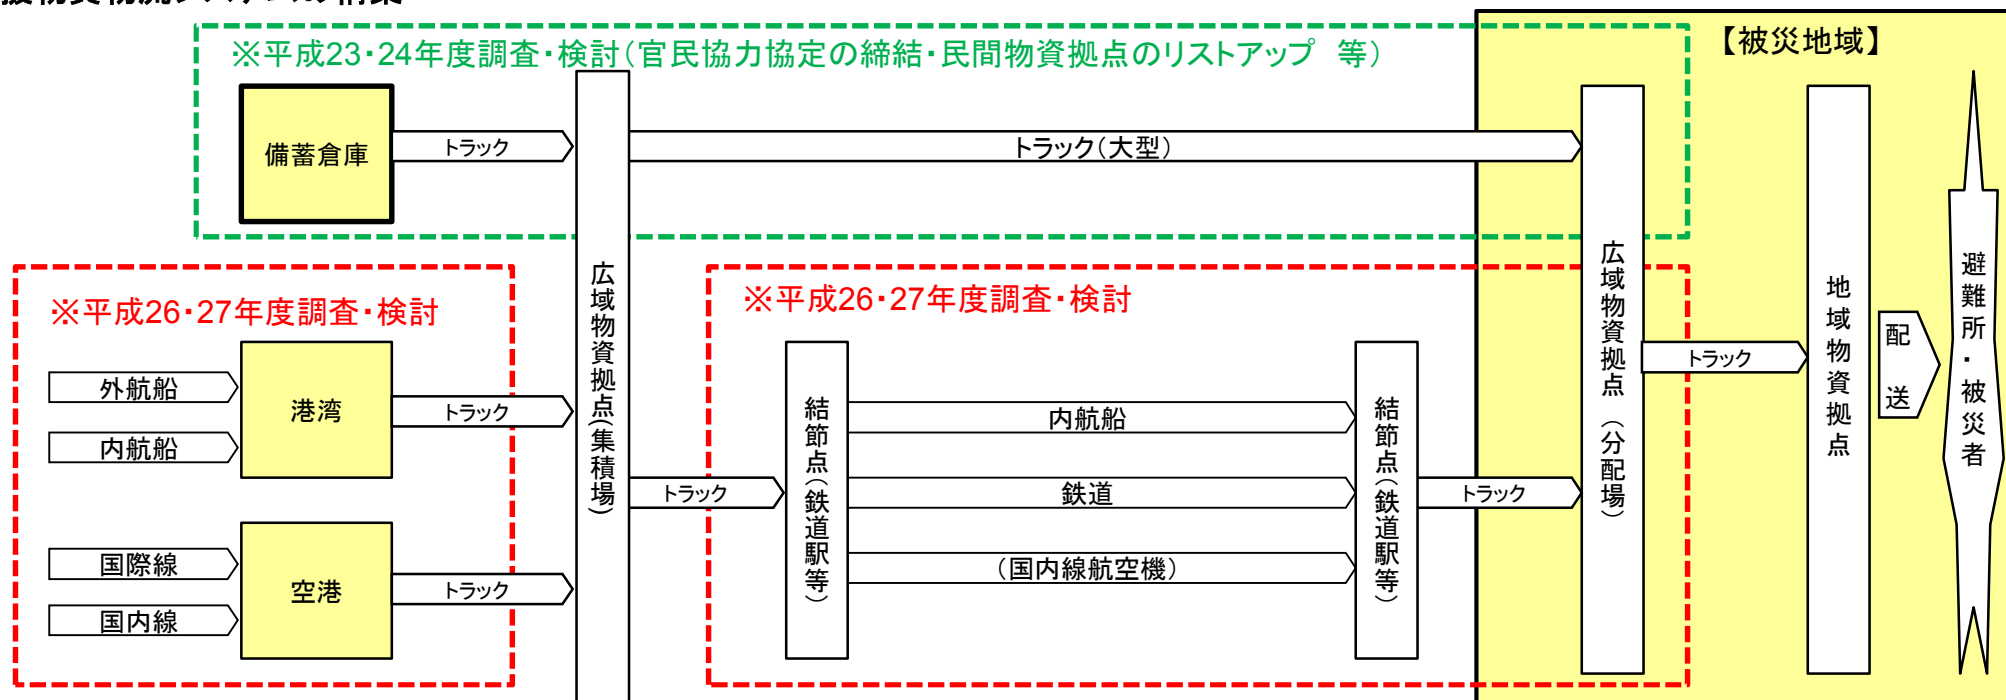 ※平成23・24年度調査・検討(官民協力協定の締結・民間物資拠点のリストアップ 等)
【被災地域】
備蓄倉庫
トラック
トラック(大型)
※平成26・27年度調査・検討
外航船
内航船
港湾
トラック
国際線
国内線
空港
トラック
広域物資拠点(集積場)
トラック
※平成26・27年度調査・検討
結節点(鉄道駅等)
内航船
鉄道
(国内線航空機)
結節点(鉄道駅等)
トラック
広域物資拠点(分配場)
トラック
地域物資拠点
配送
避難所・被災者